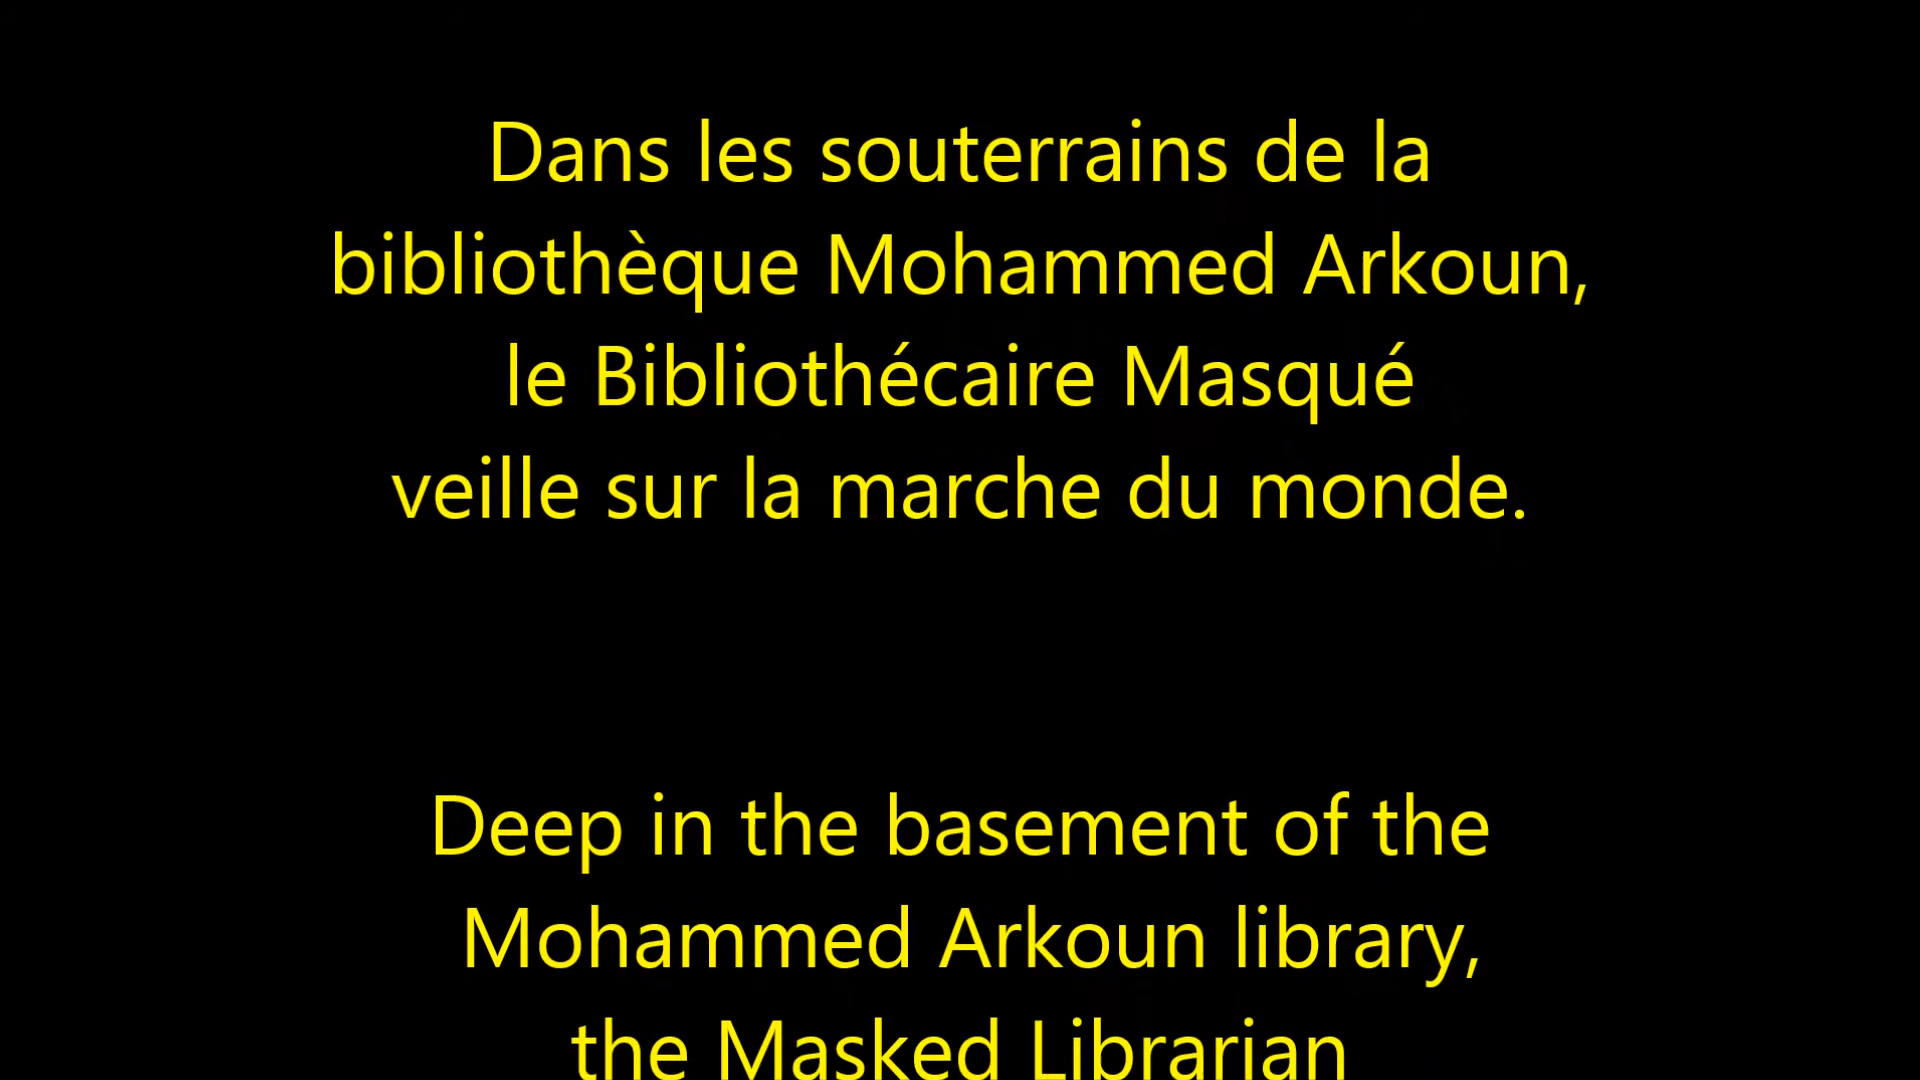 Dans les souterrains de la
bibliothèque Mohammed Arkoun,
le Bibliothécaire Masqué
veille sur la marche du monde.
Deep in the basement of the
Mohammed Arkoun library,
the Masked Librarian